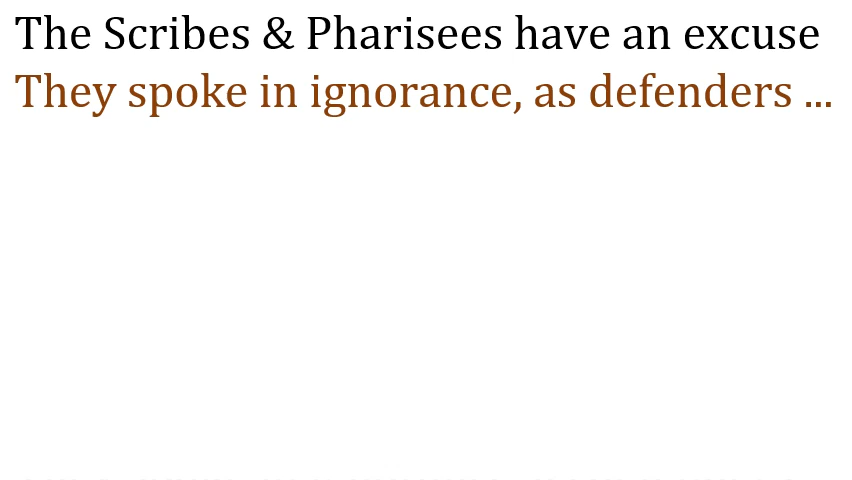 The Scribes & Pharisees have an excuse
They spoke in ignorance, as defenders ...